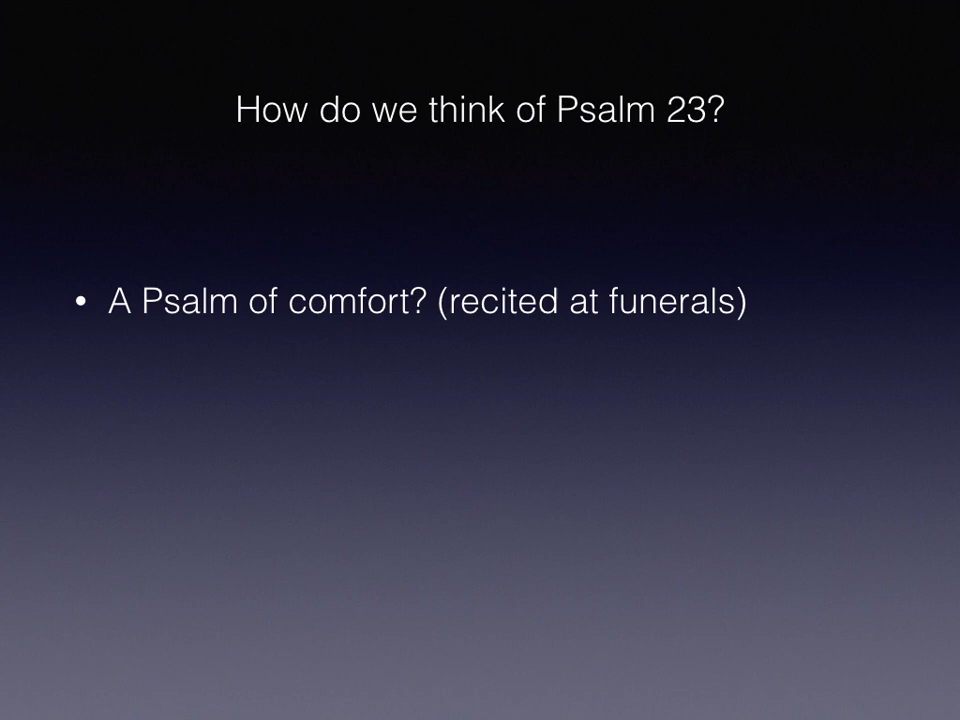 How do we think of Psalm 23?
• A Psalm of comfort? (recited at funerals)